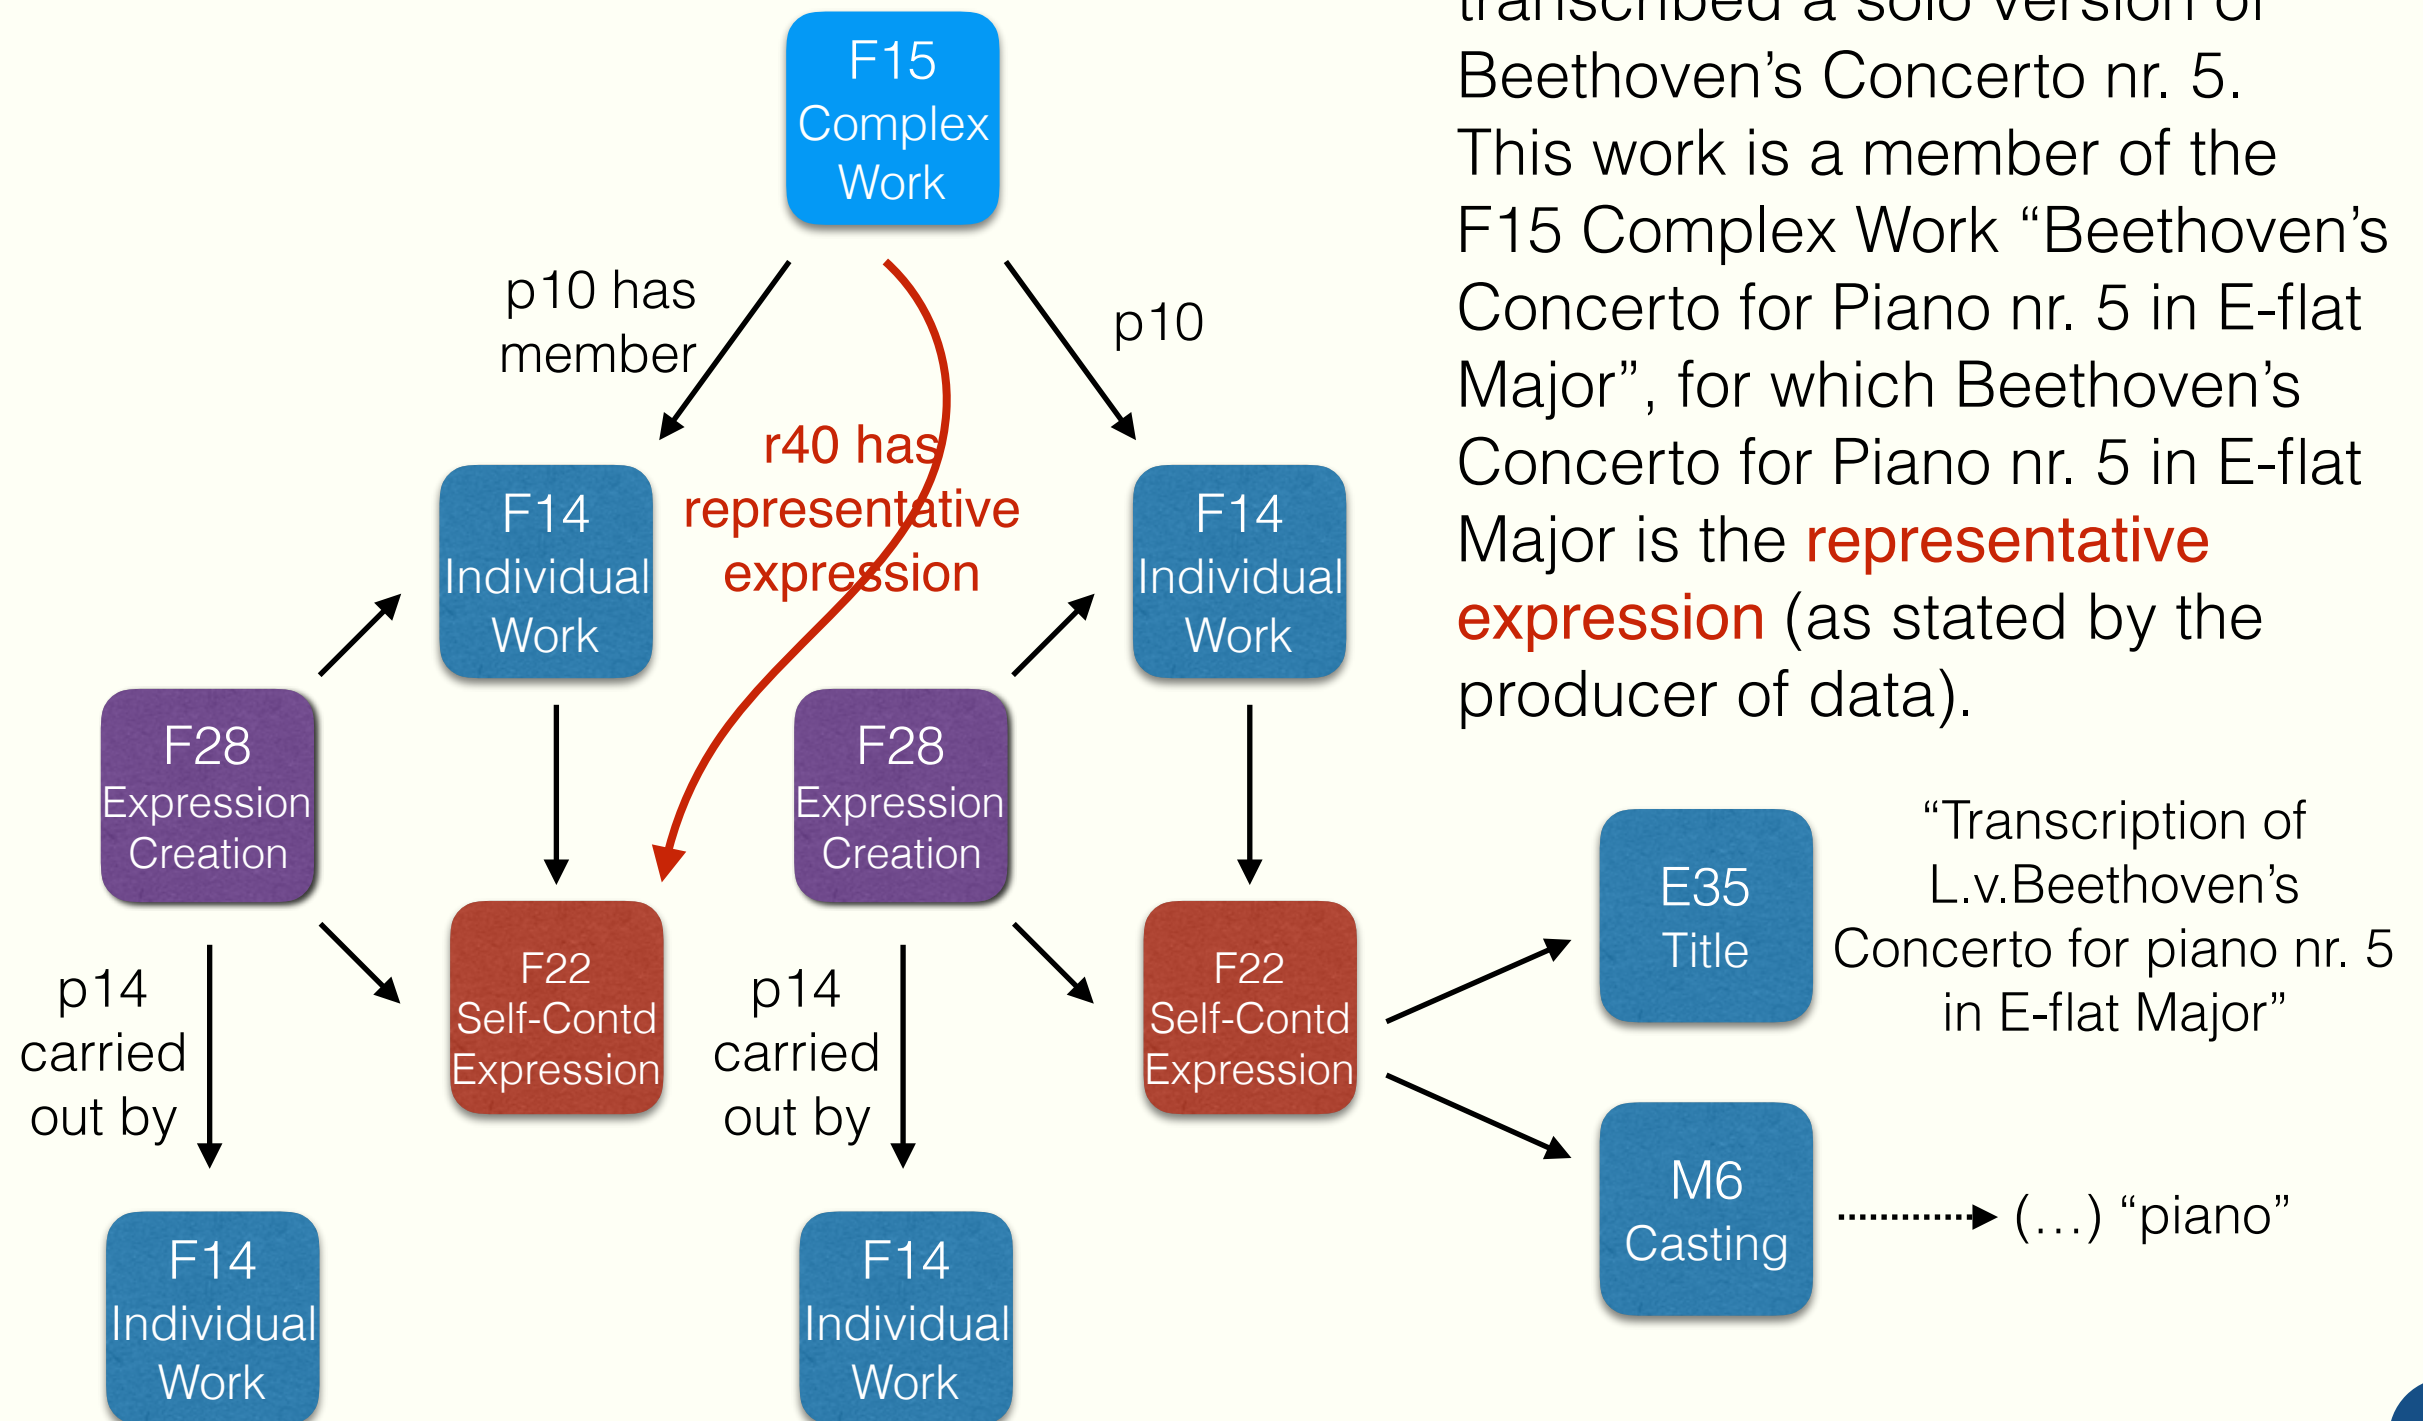 transcribed a solo version of
Beethoven’s Concerto nr. 5.
This work is a member of the
F15 Complex Work “Beethoven’s
Concerto for Piano nr. 5 in E-flat
Major”, for which Beethoven’s
Concerto for Piano nr. 5 in E-flat
Major is the representative
expression (as stated by the
producer of data).
F15
Complex
Work
p10 has
member
p10
r40 has
representative
expression
F14
Individual
Work
F14
Individual
Work
F28
Expression
Creation
F28
Expression
Creation
p14
carried
out by
F22
Self-Contd
Expression
p14
carried
out by
F22
Self-Contd
Expression
E35
Title
“Transcription of
L.v.Beethoven’s
Concerto for piano nr. 5
in E-flat Major”
M6
Casting
(…) “piano”
F14
Individual
Work
F14
Individual
Work